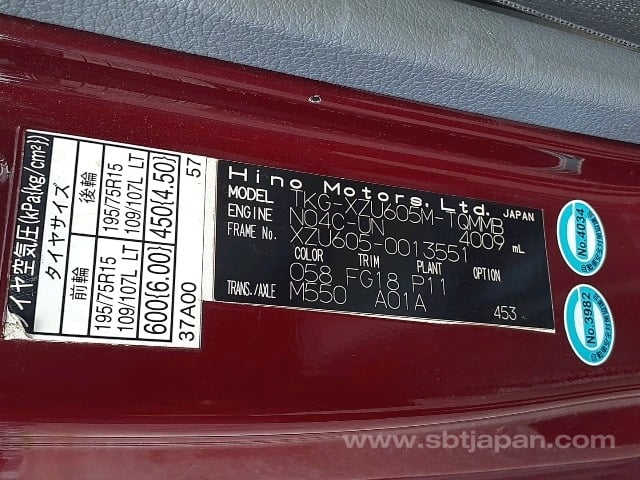 イヤ空気圧(kPa{kg/cm²})
タイヤサイズ
前輪 後輪
195/75R15 195/75R15
109/107L LT 109/107L LT
600{6.00} 450{4.50}
37A00 57
Hino Motors, Ltd. JAPAN
MODEL TKG-XZU605M-TQMMB
ENGINE N04C-UN 4009 mL
FRAME No. XZU605-0013551
COLOR TRIM PLANT OPTION
058 FG18 P11
TRANS./AXLE M550 A01A 453
No.4034
No.3982
www.sbtjapan.com